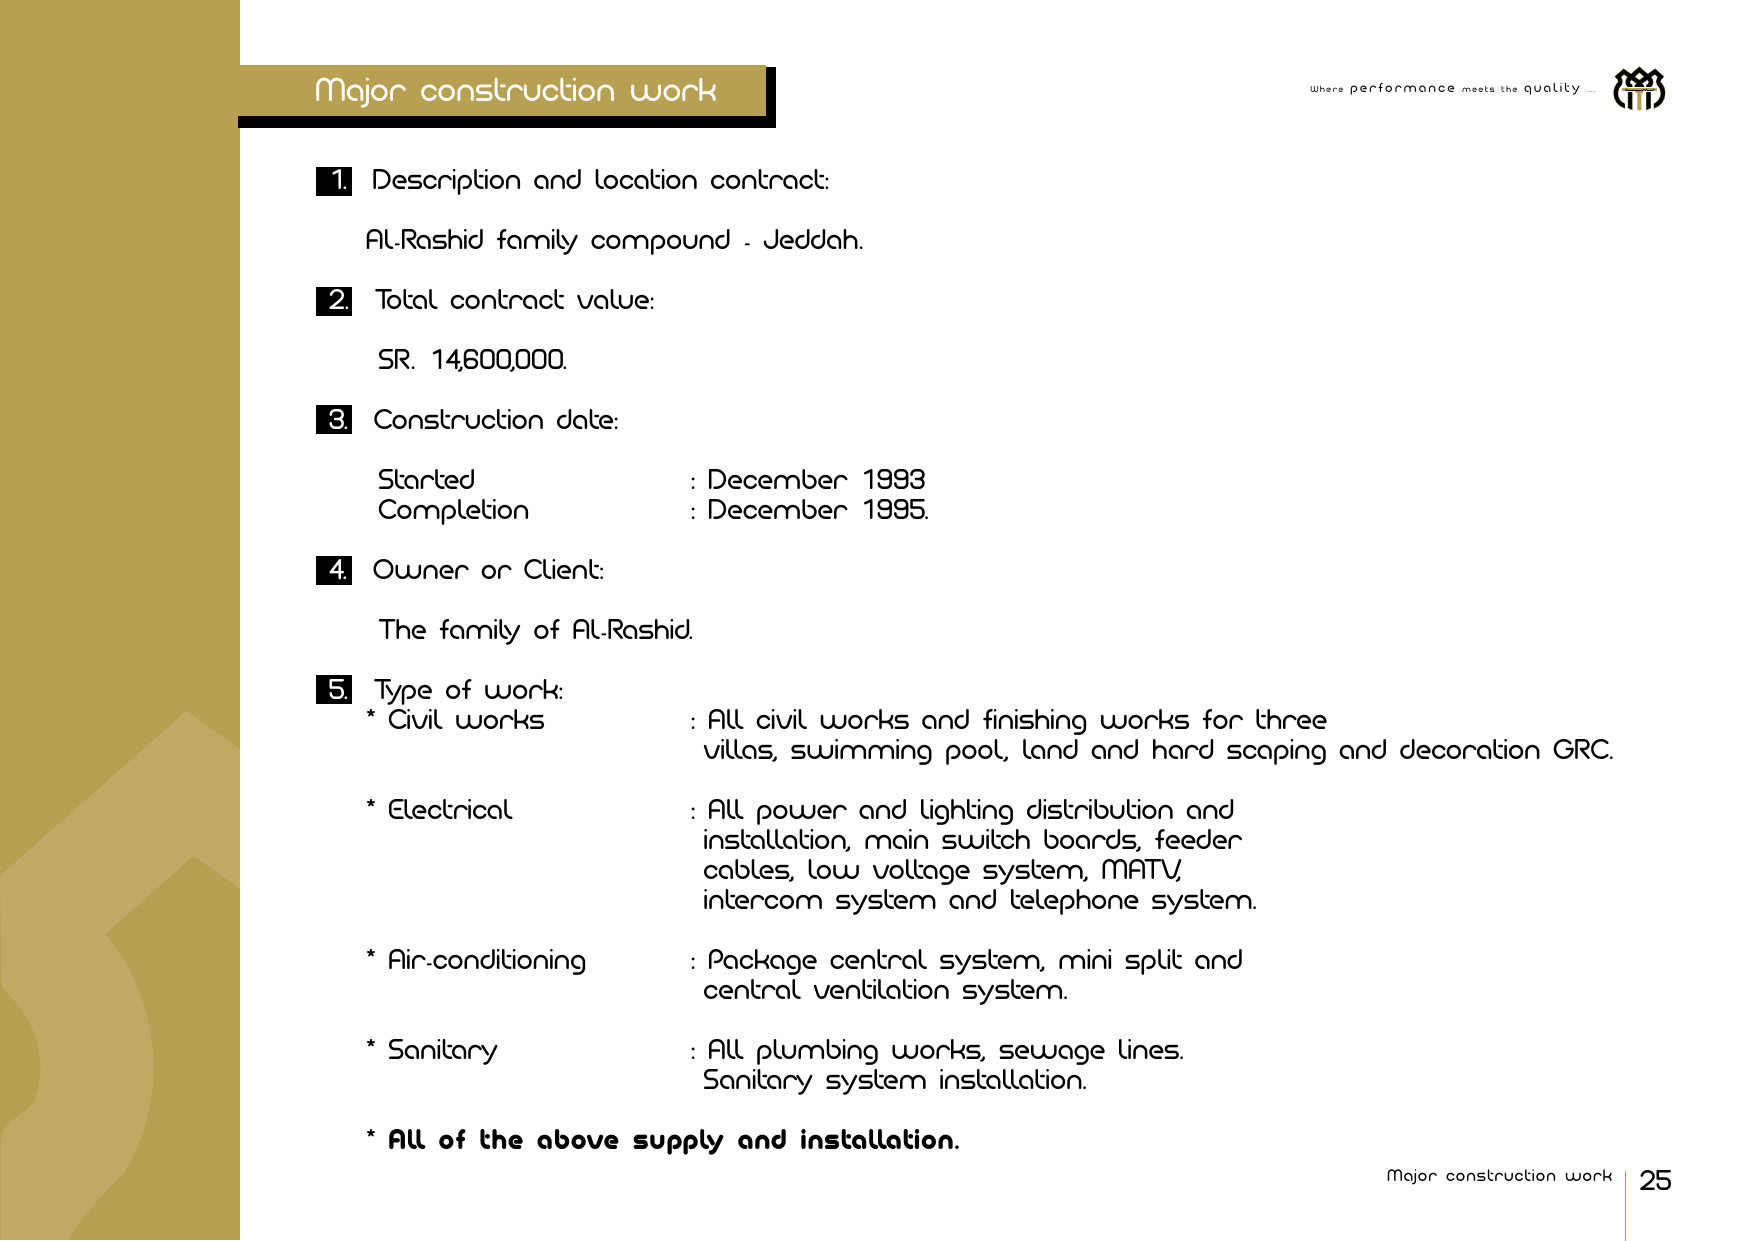 Major construction work
Where performance meets the quality ...
1. Description and location contract:
Al-Rashid family compound - Jeddah.
2. Total contract value:
SR. 14,600,000.
3. Construction date:
Started : December 1993
Completion : December 1995.
4. Owner or Client:
The family of Al-Rashid.
5. Type of work:
* Civil works : All civil works and finishing works for three
villas, swimming pool, land and hard scaping and decoration GRC.
* Electrical : All power and lighting distribution and
installation, main switch boards, feeder
cables, low voltage system, MATV,
intercom system and telephone system.
* Air-conditioning : Package central system, mini split and
central ventilation system.
* Sanitary : All plumbing works, sewage lines.
Sanitary system installation.
* All of the above supply and installation.
Major construction work 25